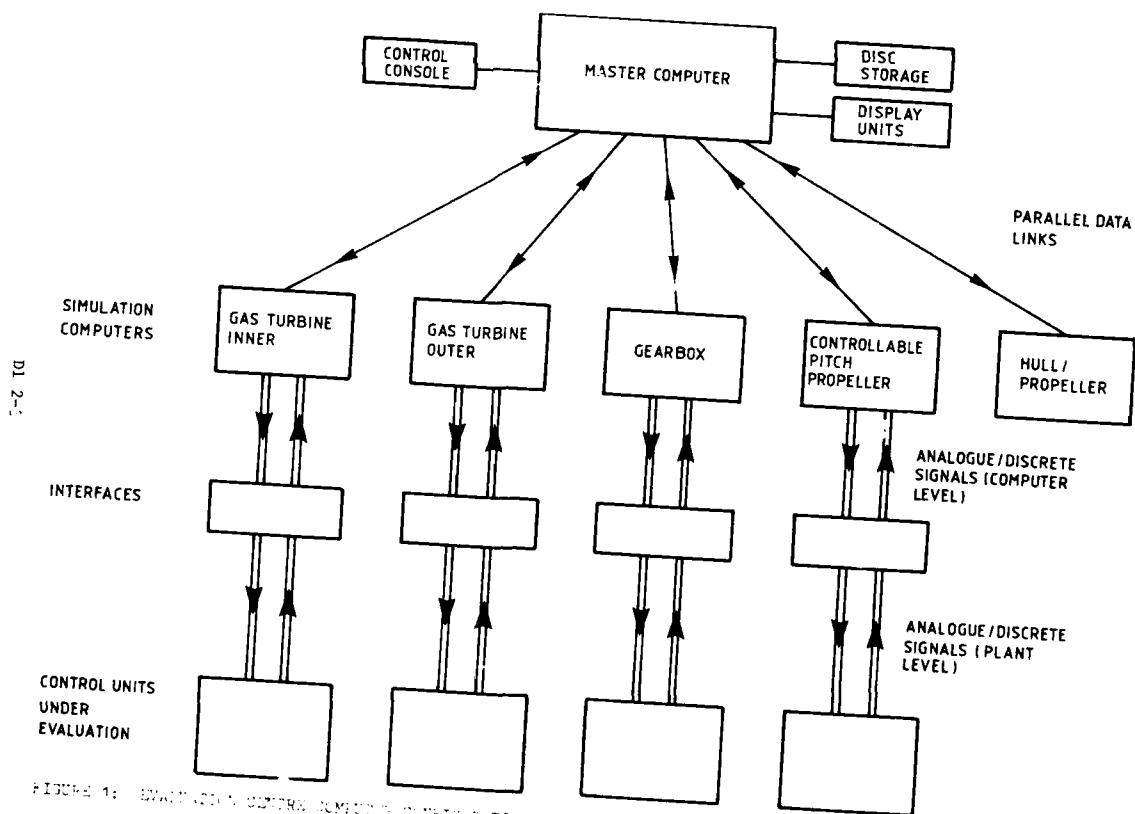 CONTROL
CONSOLE
MASTER COMPUTER
DISC
STORAGE
DISPLAY
UNITS
PARALLEL DATA
LINKS
SIMULATION
COMPUTERS
GAS TURBINE
INNER
GAS TURBINE
OUTER
GEARBOX
CONTROLLABLE
PITCH
PROPELLER
HULL/
PROPELLER
D1 2-
INTERFACES
ANALOGUE/DISCRETE
SIGNALS (COMPUTER
LEVEL)
ANALOGUE/DISCRETE
SIGNALS (PLANT
LEVEL)
CONTROL UNITS
UNDER
EVALUATION
FIGURE 1: